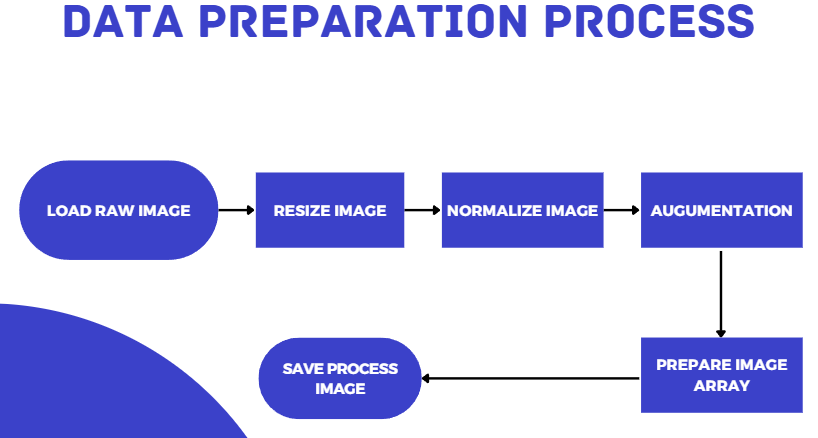 DATA PREPARATION PROCESS
LOAD RAW IMAGE
RESIZE IMAGE
NORMALIZE IMAGE
AUGUMENTATION
PREPARE IMAGE
ARRAY
SAVE PROCESS
IMAGE